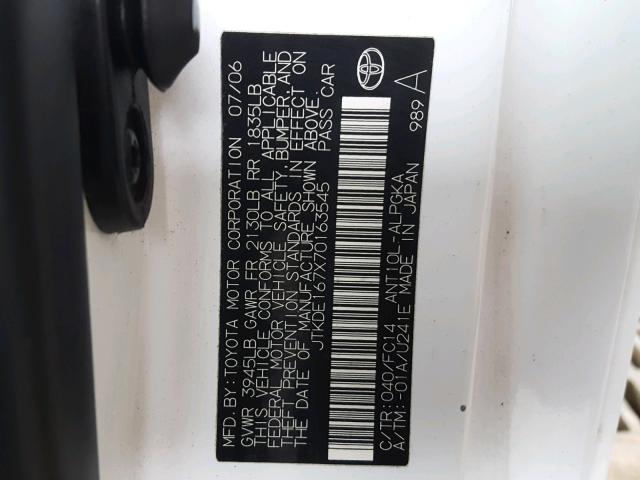 MFD. BY: TOYOTA MOTOR CORPORATION 07/06
GVWR 3945LB GAWR FR 2130LB RR 1835LB
THIS VEHICLE CONFORMS TO ALL APPLICABLE
FEDERAL MOTOR VEHICLE SAFETY, BUMPER, AND
THEFT PREVENTION STANDARDS IN EFFECT ON
THE DATE OF MANUFACTURE SHOWN ABOVE.
JTKDE167X70163545 PASS CAR
C/TR: 040/FC14 ANT10L-7ALPGKA
A/TM: -01A/U241E MADE IN JAPAN
989 A